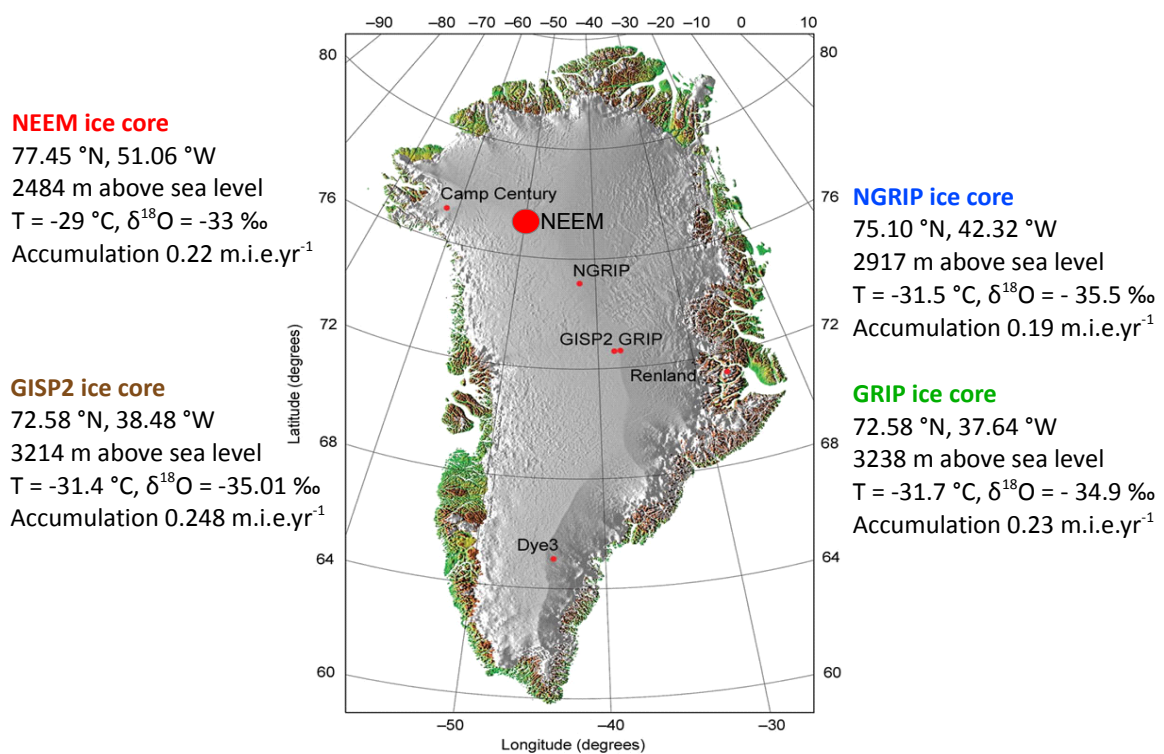 −90 −80 −70 −60 −50 −40 −30 −20 −10 0 10
80
80
NEEM ice core
77.45 °N, 51.06 °W
2484 m above sea level
T = -29 °C, δ¹⁸O = -33 ‰
Accumulation 0.22 m.i.e.yr⁻¹
GISP2 ice core
72.58 °N, 38.48 °W
3214 m above sea level
T = -31.4 °C, δ¹⁸O = -35.01 ‰
Accumulation 0.248 m.i.e.yr⁻¹
Latitude (degrees)
76
72
68
64
60
Camp Century
NEEM
NGRIP
GISP2 GRIP
Renland
Dye3
76
72
68
64
60
NGRIP ice core
75.10 °N, 42.32 °W
2917 m above sea level
T = -31.5 °C, δ¹⁸O = - 35.5 ‰
Accumulation 0.19 m.i.e.yr⁻¹
GRIP ice core
72.58 °N, 37.64 °W
3238 m above sea level
T = -31.7 °C, δ¹⁸O = - 34.9 ‰
Accumulation 0.23 m.i.e.yr⁻¹
−50 −40 −30
Longitude (degrees)